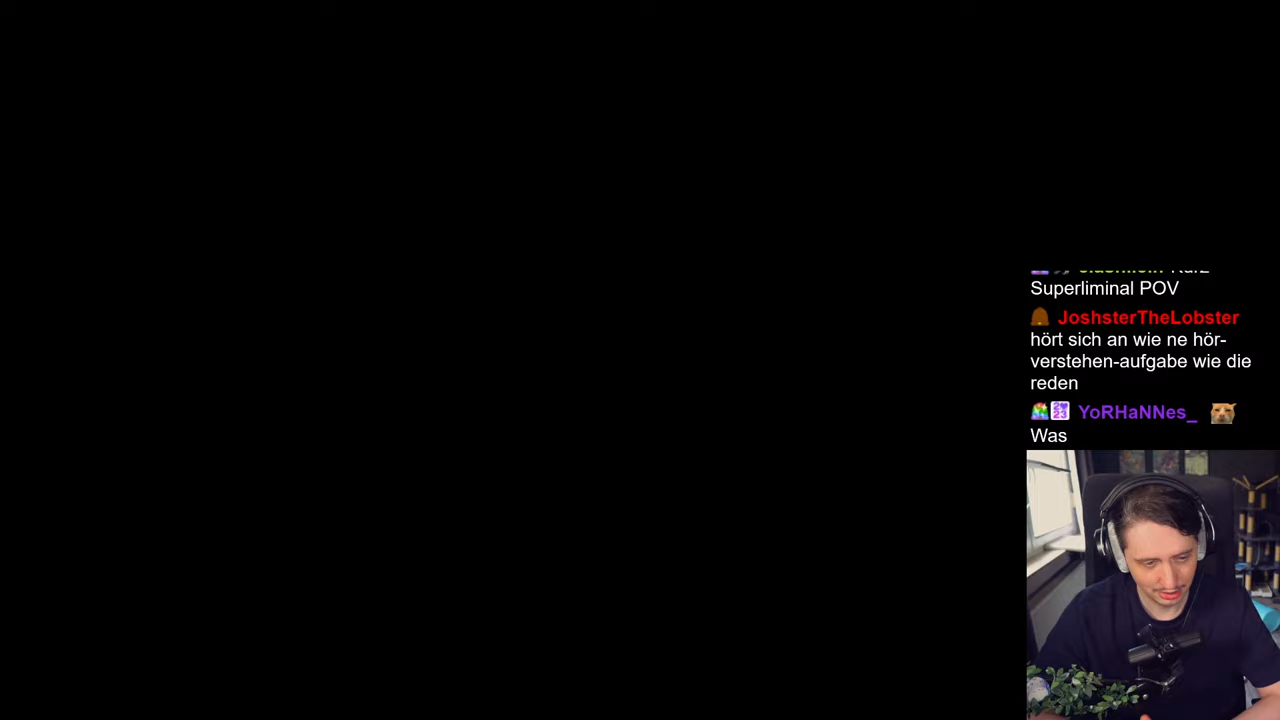 Superliminal POV
JoshsterTheLobster
hört sich an wie ne hör-
verstehen-aufgabe wie die
reden
YoRHaNNes_
Was